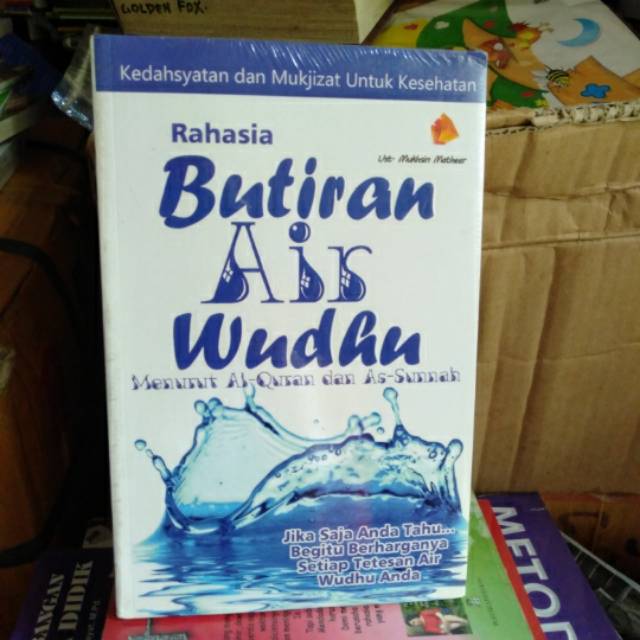 GOLDEN FOX.
Kedahsyatan dan Mukjizat Untuk Kesehatan
Rahasia
Ust. Mukhsin Matheer
Butiran
Air
Wudhu
Menurut Al-Quran dan As-Sunnah
Jika Saja Anda Tahu...
Begitu Berharganya
Setiap Tetesan Air
Wudhu Anda
DIDIK